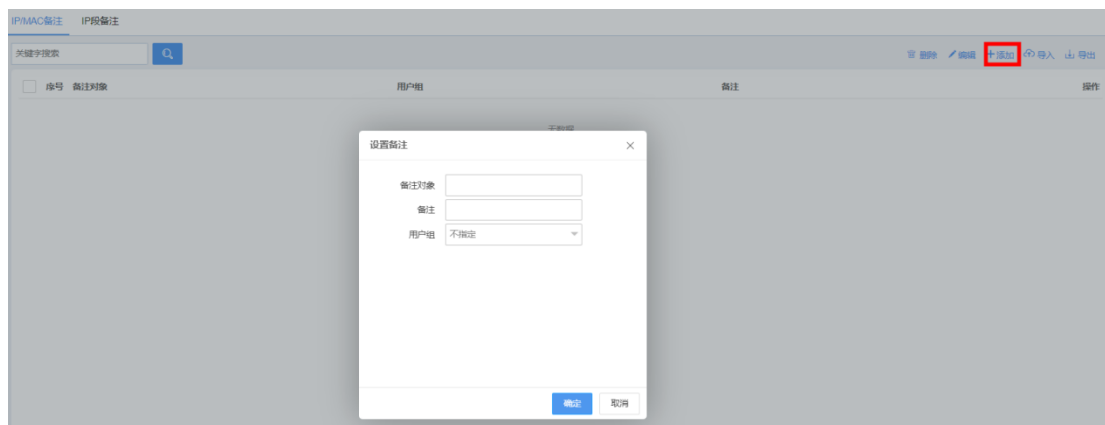 IP/MAC备注 IP段备注
关键字搜索 删除 编辑 添加 导入 导出
序号 备注对象 用户组 备注 操作
无数据
设置备注
备注对象
备注
用户组 不指定
确定 取消